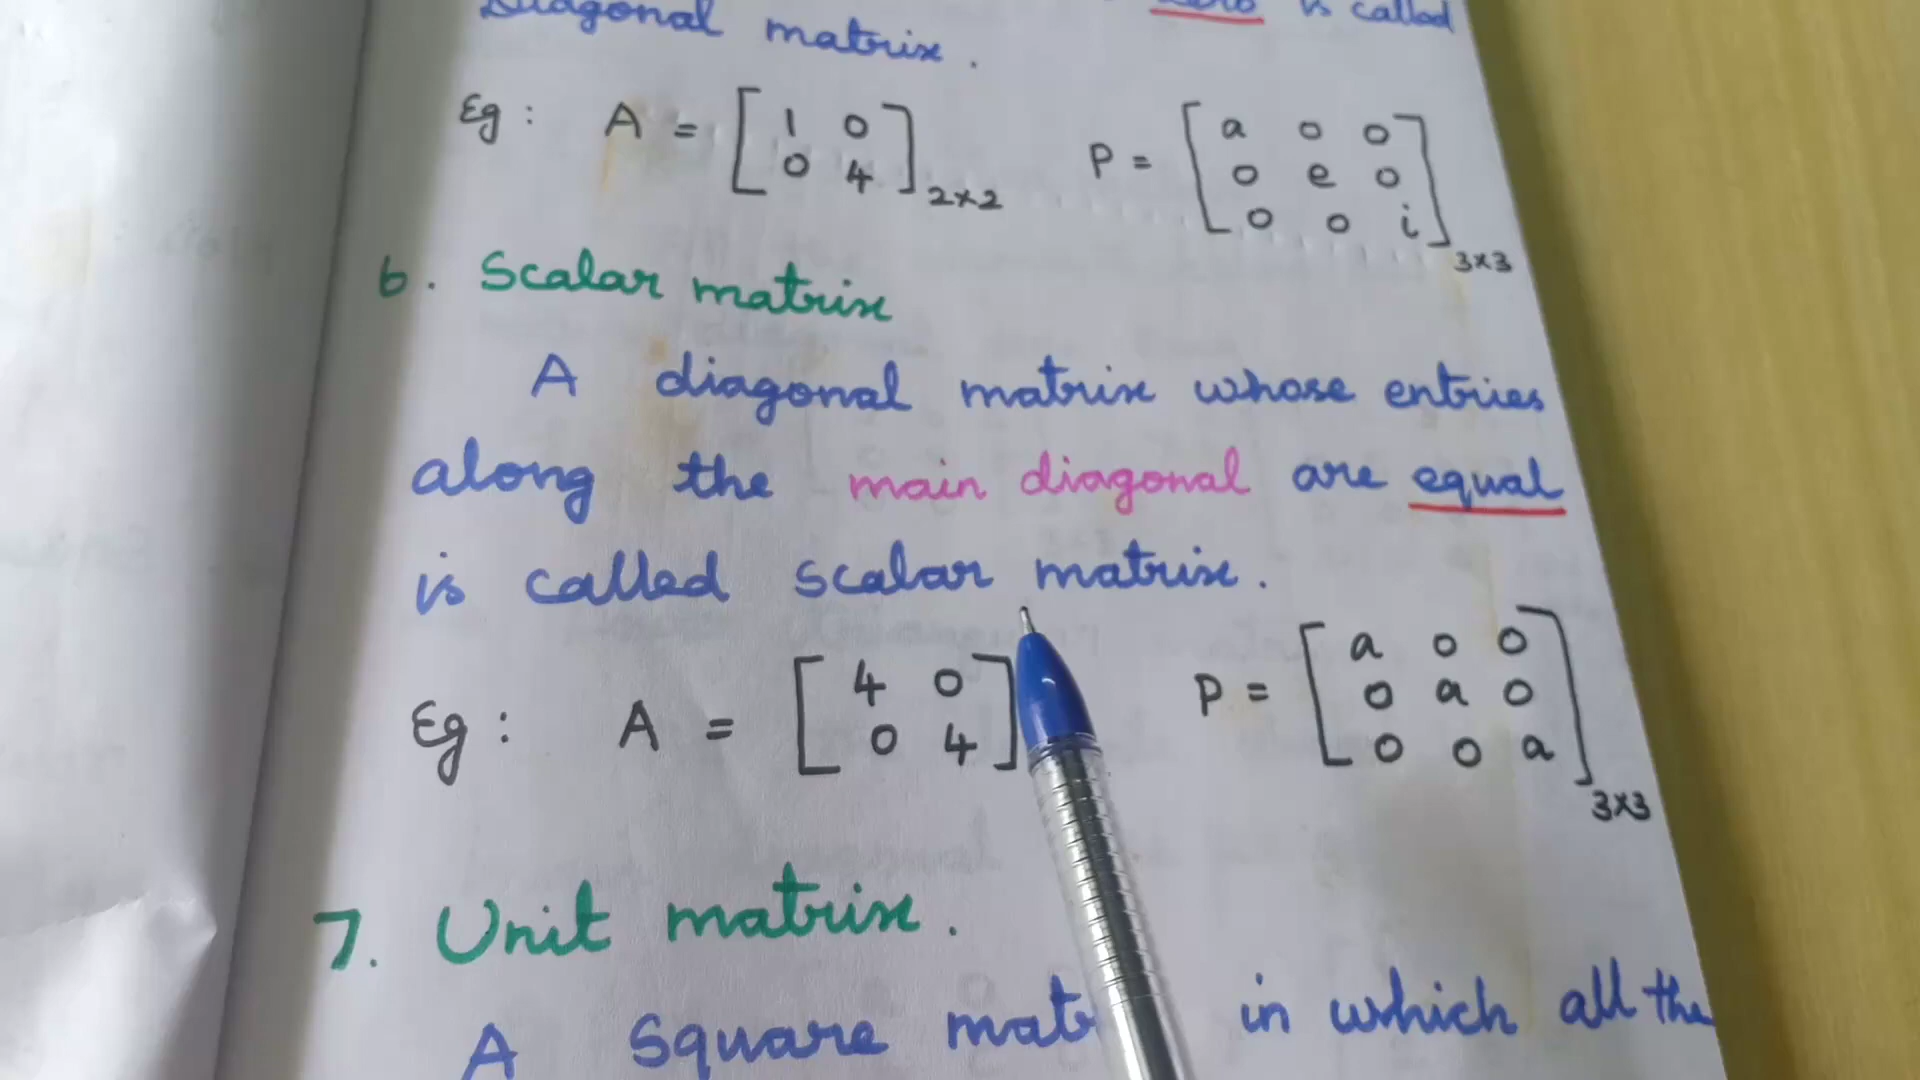 Diagonal matrix. zero is called
Eg : A = [ 1 0
0 4 ] 2×2
P = [ a 0 0
0 e 0
0 0 i ] 3×3
6. Scalar matrix
A diagonal matrix whose entries
along the main diagonal are equal
is called scalar matrix.
Eg : A = [ 4 0
0 4 ]
P = [ a 0 0
0 a 0
0 0 a ] 3×3
7. Unit matrix.
A square mat in which all the